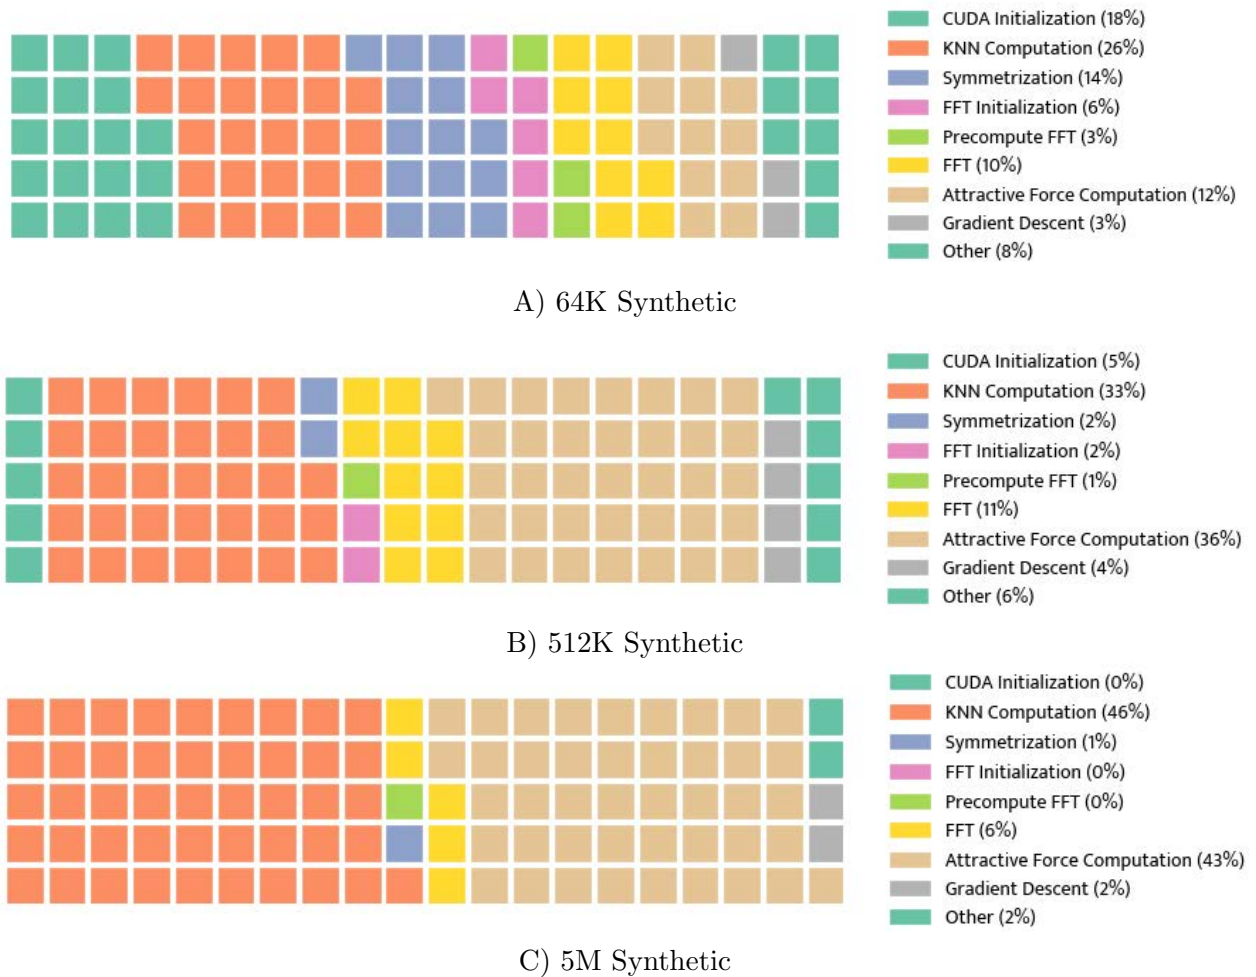 CUDA Initialization (18%)
KNN Computation (26%)
Symmetrization (14%)
FFT Initialization (6%)
Precompute FFT (3%)
FFT (10%)
Attractive Force Computation (12%)
Gradient Descent (3%)
Other (8%)
A) 64K Synthetic
CUDA Initialization (5%)
KNN Computation (33%)
Symmetrization (2%)
FFT Initialization (2%)
Precompute FFT (1%)
FFT (11%)
Attractive Force Computation (36%)
Gradient Descent (4%)
Other (6%)
B) 512K Synthetic
CUDA Initialization (0%)
KNN Computation (46%)
Symmetrization (1%)
FFT Initialization (0%)
Precompute FFT (0%)
FFT (6%)
Attractive Force Computation (43%)
Gradient Descent (2%)
Other (2%)
C) 5M Synthetic